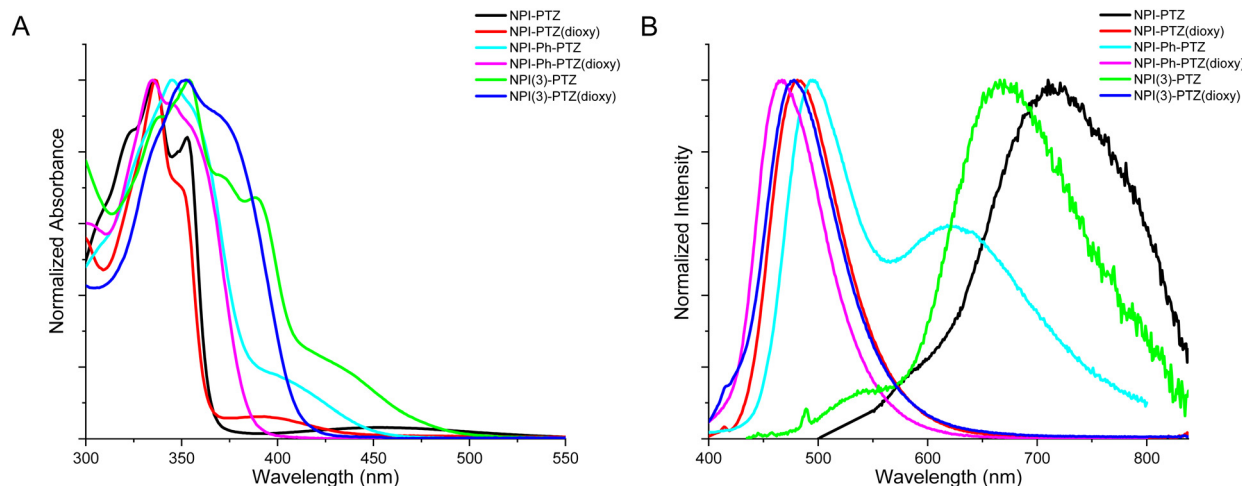 A
NPI-PTZ
NPI-PTZ(dioxy)
NPI-Ph-PTZ
NPI-Ph-PTZ(dioxy)
NPI(3)-PTZ
NPI(3)-PTZ(dioxy)
Normalized Absorbance
300 350 400 450 500 550
Wavelength (nm)
B
NPI-PTZ
NPI-PTZ(dioxy)
NPI-Ph-PTZ
NPI-Ph-PTZ(dioxy)
NPI(3)-PTZ
NPI(3)-PTZ(dioxy)
Normalized Intensity
400 500 600 700 800
Wavelength (nm)